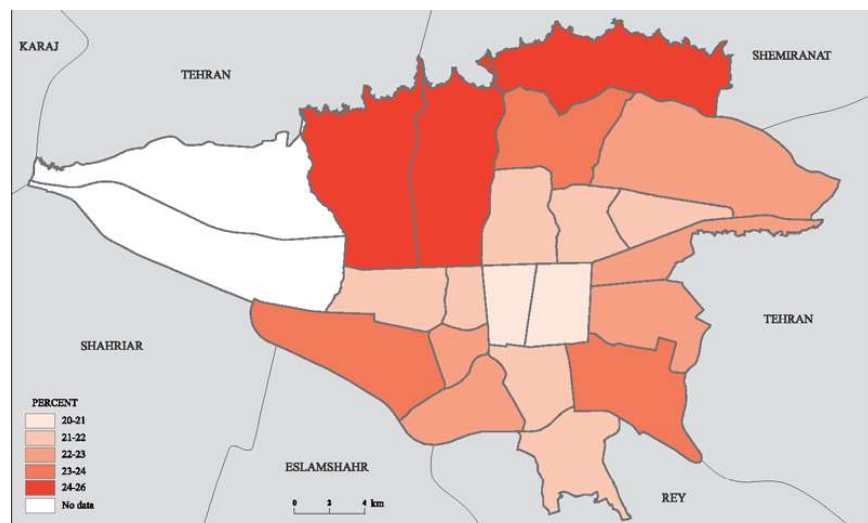 KARAJ
TEHRAN
SHEMIRANAT
TEHRAN
SHAHRIAR
PERCENT
20-21
21-22
22-23
23-24
24-26
No data
ESLAMSHAHR
0 2 4 km
REY